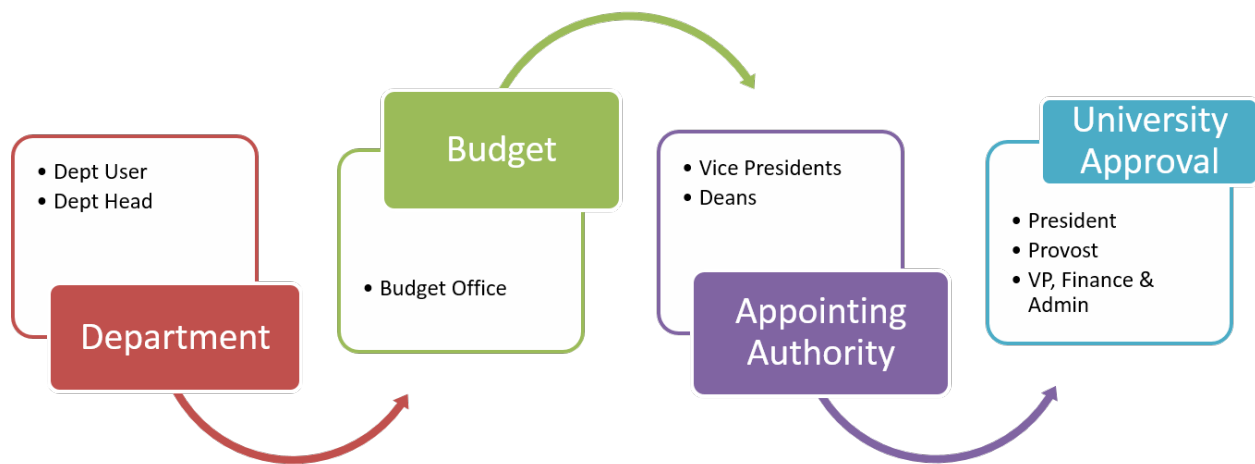 • Dept User
• Dept Head
Department
Budget
• Budget Office
• Vice Presidents
• Deans
Appointing
Authority
University
Approval
• President
• Provost
• VP, Finance &
Admin